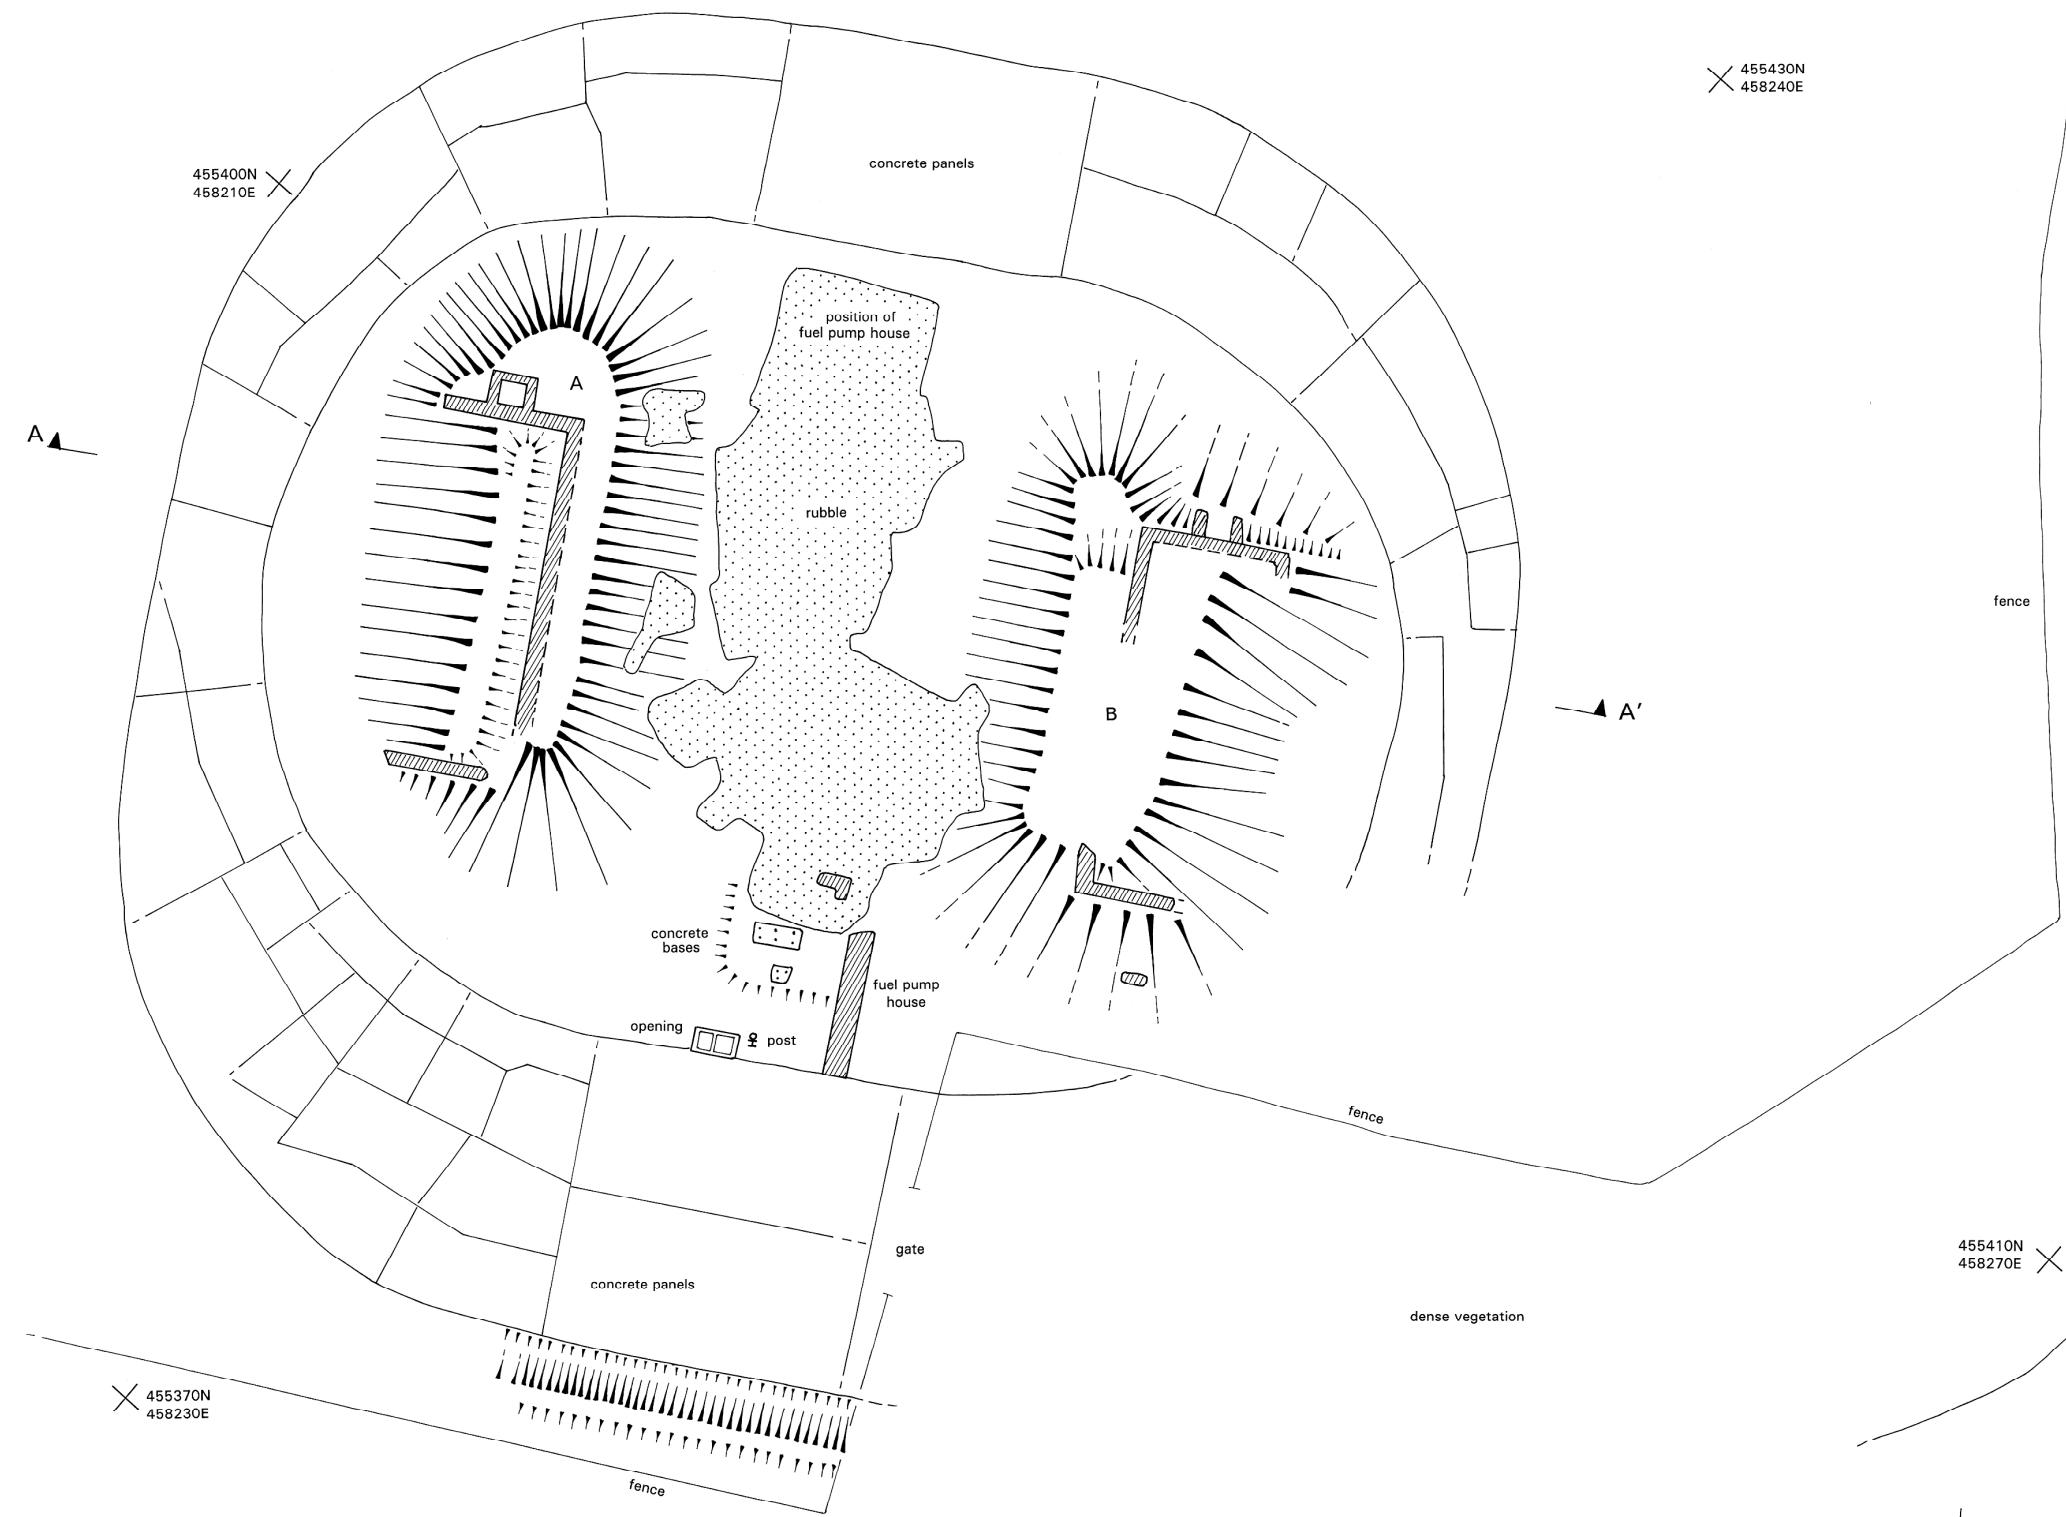 455430N
458240E
455400N
458210E
concrete panels
position of
fuel pump house
A
A
rubble
fence
B
A′
concrete
bases
fuel pump
house
opening
post
fence
gate
455410N
458270E
concrete panels
dense vegetation
455370N
458230E
fence